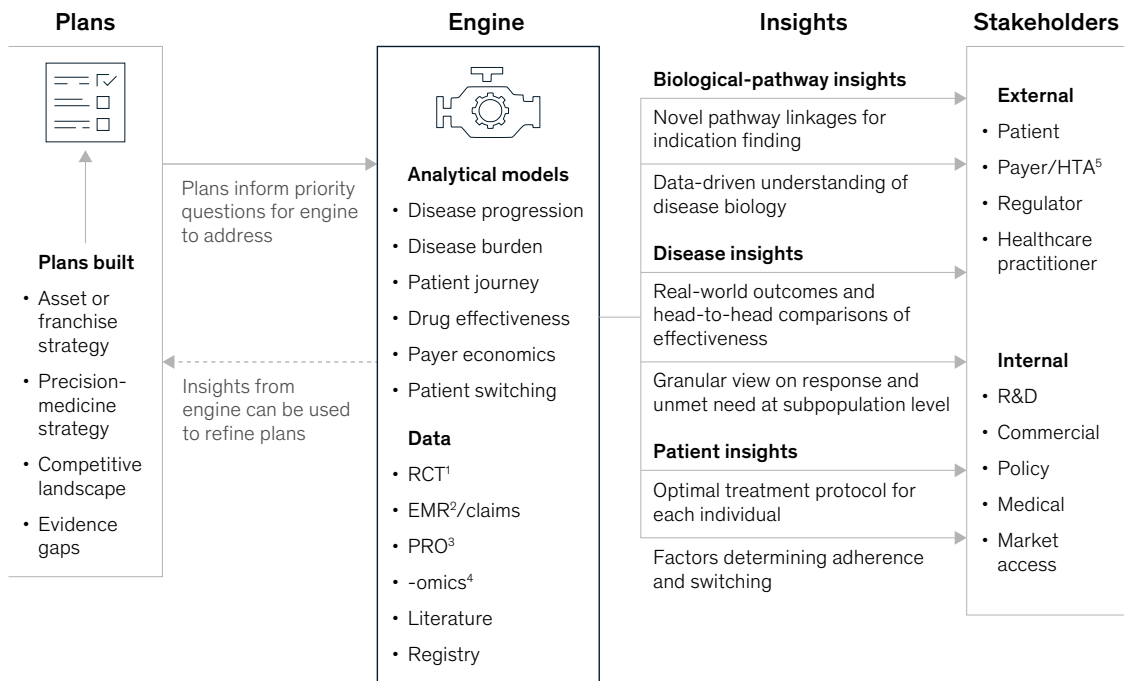 Plans
Engine
Insights
Stakeholders
Plans built
• Asset or
franchise
strategy
• Precision-
medicine
strategy
• Competitive
landscape
• Evidence
gaps
Plans inform priority
questions for engine
to address
Insights from
engine can be used
to refine plans
Analytical models
• Disease progression
• Disease burden
• Patient journey
• Drug effectiveness
• Payer economics
• Patient switching
Data
• RCT¹
• EMR²/claims
• PRO³
• -omics⁴
• Literature
• Registry
Biological-pathway insights
Novel pathway linkages for
indication finding
Data-driven understanding of
disease biology
Disease insights
Real-world outcomes and
head-to-head comparisons of
effectiveness
Granular view on response and
unmet need at subpopulation level
Patient insights
Optimal treatment protocol for
each individual
Factors determining adherence
and switching
External
• Patient
• Payer/HTA⁵
• Regulator
• Healthcare
practitioner
Internal
• R&D
• Commercial
• Policy
• Medical
• Market
access